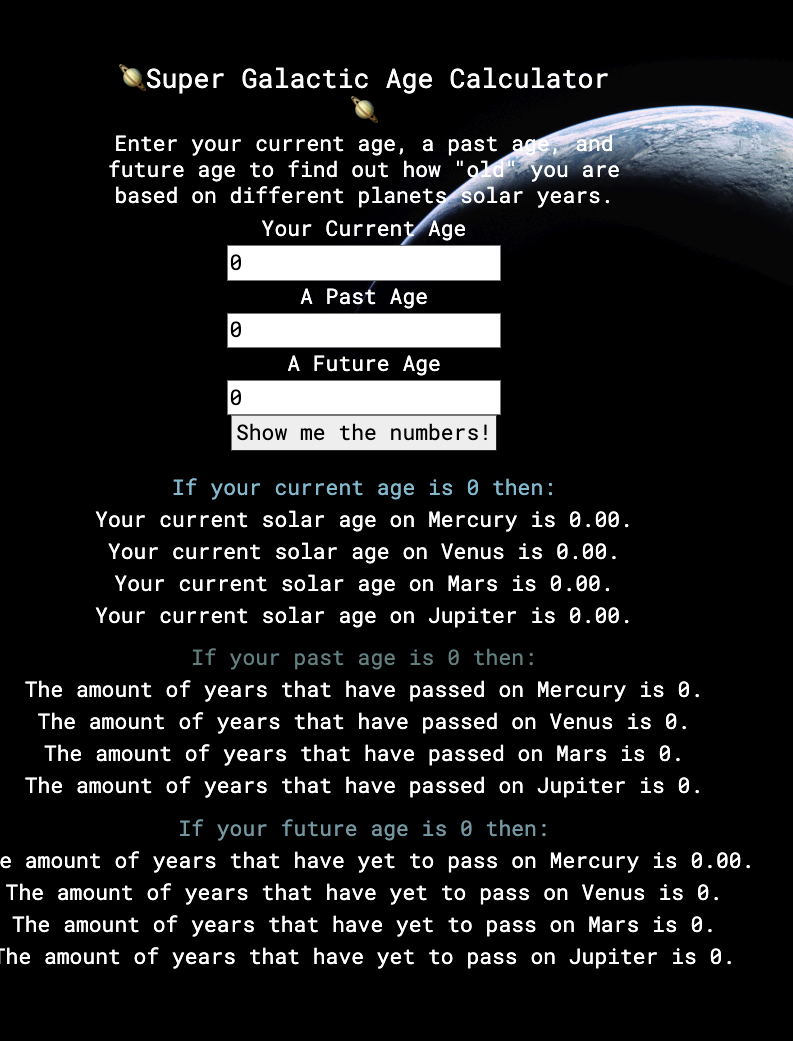 🪐Super Galactic Age Calculator
🪐
Enter your current age, a past age, and
future age to find out how "old" you are
based on different planets solar years.
Your Current Age
0
A Past Age
0
A Future Age
0
Show me the numbers!
If your current age is 0 then:
Your current solar age on Mercury is 0.00.
Your current solar age on Venus is 0.00.
Your current solar age on Mars is 0.00.
Your current solar age on Jupiter is 0.00.
If your past age is 0 then:
The amount of years that have passed on Mercury is 0.
The amount of years that have passed on Venus is 0.
The amount of years that have passed on Mars is 0.
The amount of years that have passed on Jupiter is 0.
If your future age is 0 then:
e amount of years that have yet to pass on Mercury is 0.00.
The amount of years that have yet to pass on Venus is 0.
The amount of years that have yet to pass on Mars is 0.
The amount of years that have yet to pass on Jupiter is 0.